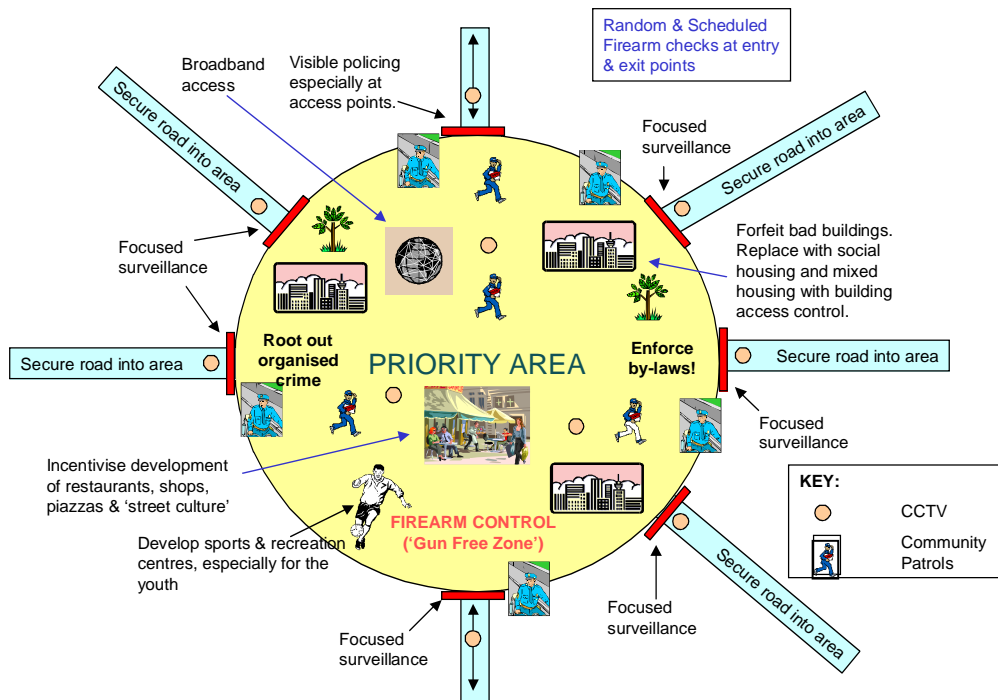 Random & Scheduled
Firearm checks at entry
& exit points
Broadband
access
Visible policing
especially at
access points.
Focused
surveillance
Secure road into area
Secure road into area
Forfeit bad buildings.
Replace with social
housing and mixed
housing with building
access control.
Focused
surveillance
Root out
organised
crime
PRIORITY AREA
Enforce
by-laws!
Secure road into area
Secure road into area
Focused
surveillance
Incentivise development
of restaurants, shops,
piazzas & ‘street culture’
KEY:
CCTV
Community
Patrols
FIREARM CONTROL
(‘Gun Free Zone’)
Develop sports & recreation
centres, especially for the
youth
Secure road into area
Focused
surveillance
Focused
surveillance